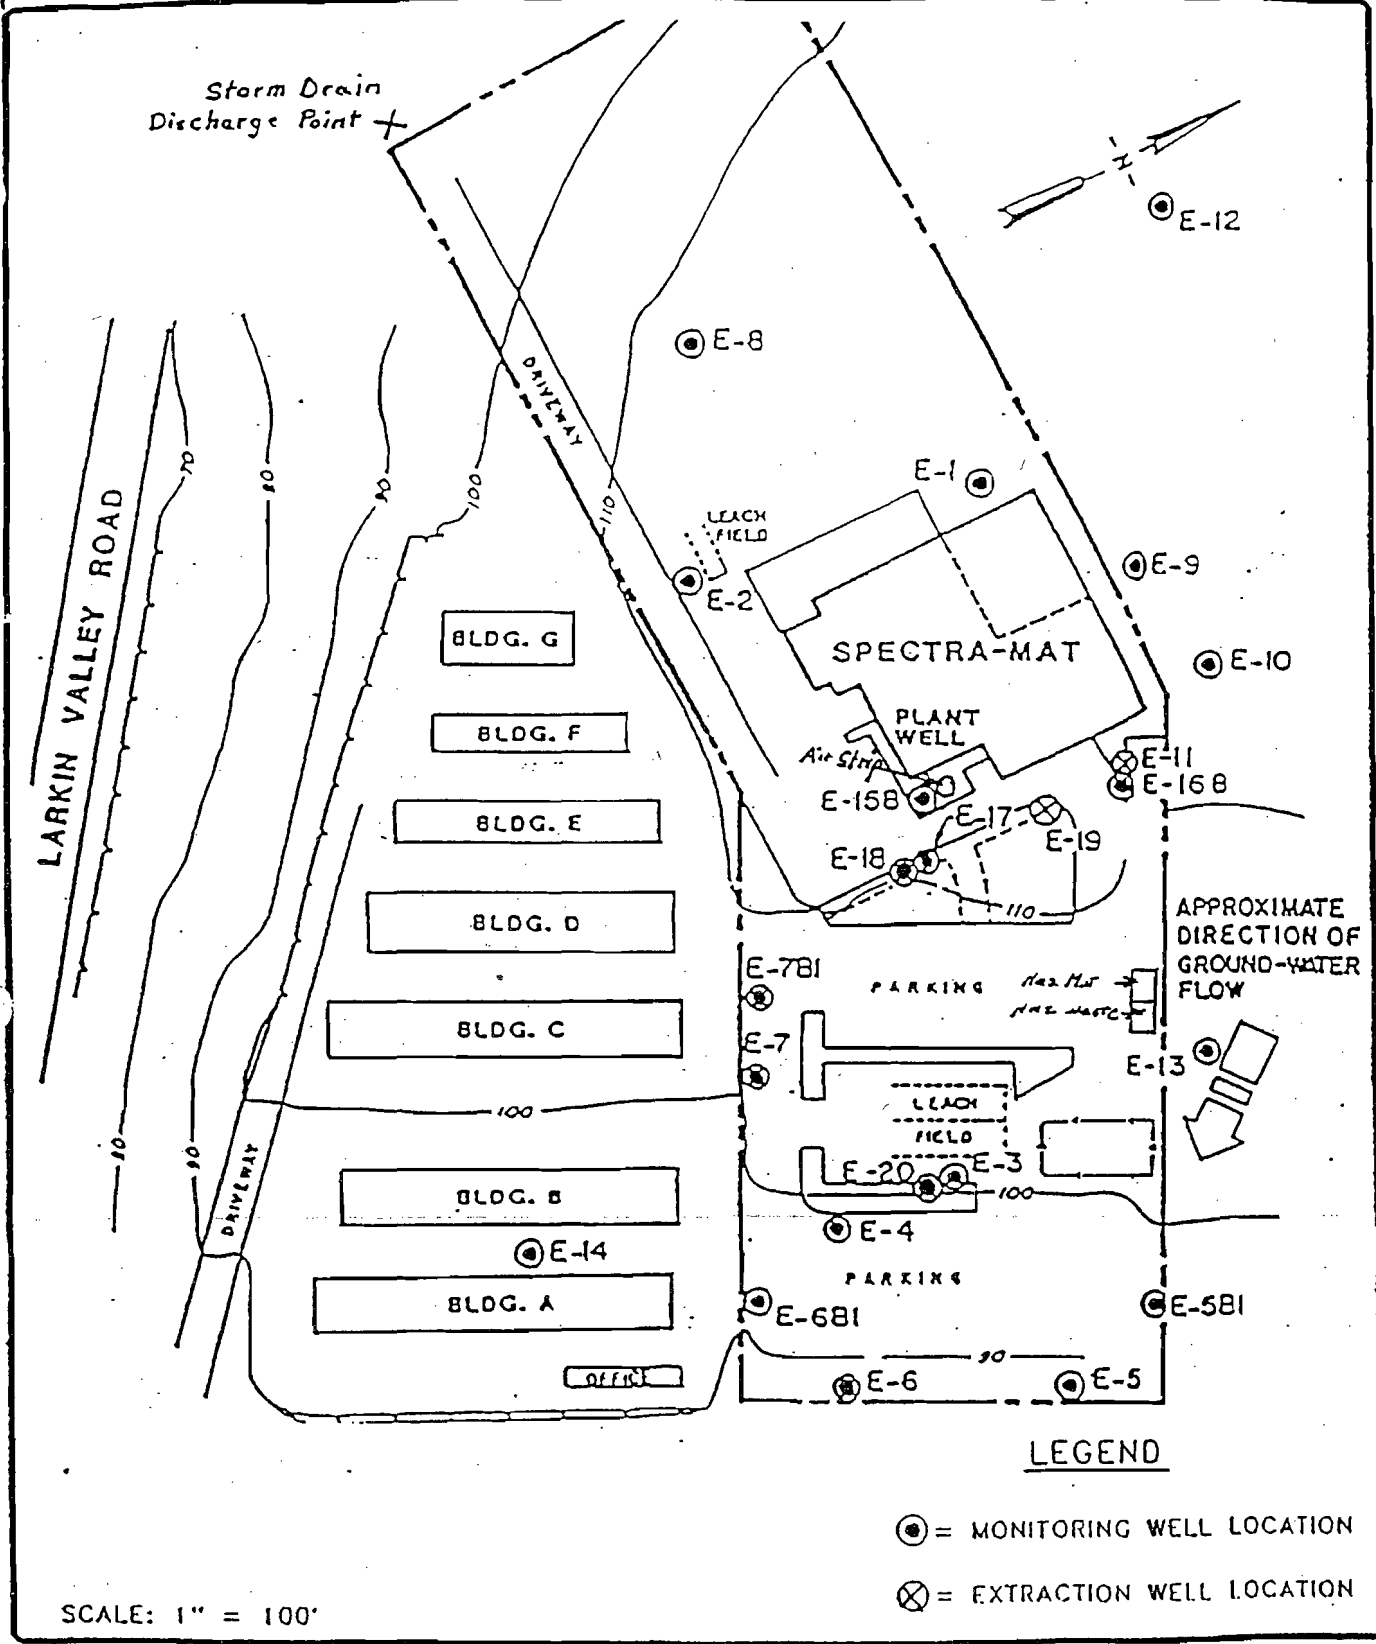 Storm Drain
Discharge Point
N
E-12
E-8
DRIVEWAY
E-1
70
80
90
100
110
LEACH
FIELD
E-2
E-9
LARKIN VALLEY ROAD
BLDG. G
SPECTRA-MAT
E-10
BLDG. F
PLANT
WELL
Air Strip
E-11
E-168
E-158
BLDG. E
E-17
E-19
E-18
BLDG. D
110
APPROXIMATE
DIRECTION OF
GROUND-WATER
FLOW
E-781
PARKING
BLDG. C
E-7
E-13
LEACH
FIELD
100
80
90
DRIVEWAY
E-20
E-3
100
BLDG. B
E-4
E-14
PARKING
BLDG. A
E-681
E-581
90
OFFICE
E-6
E-5
LEGEND
= MONITORING WELL LOCATION
= EXTRACTION WELL LOCATION
SCALE: 1" = 100'